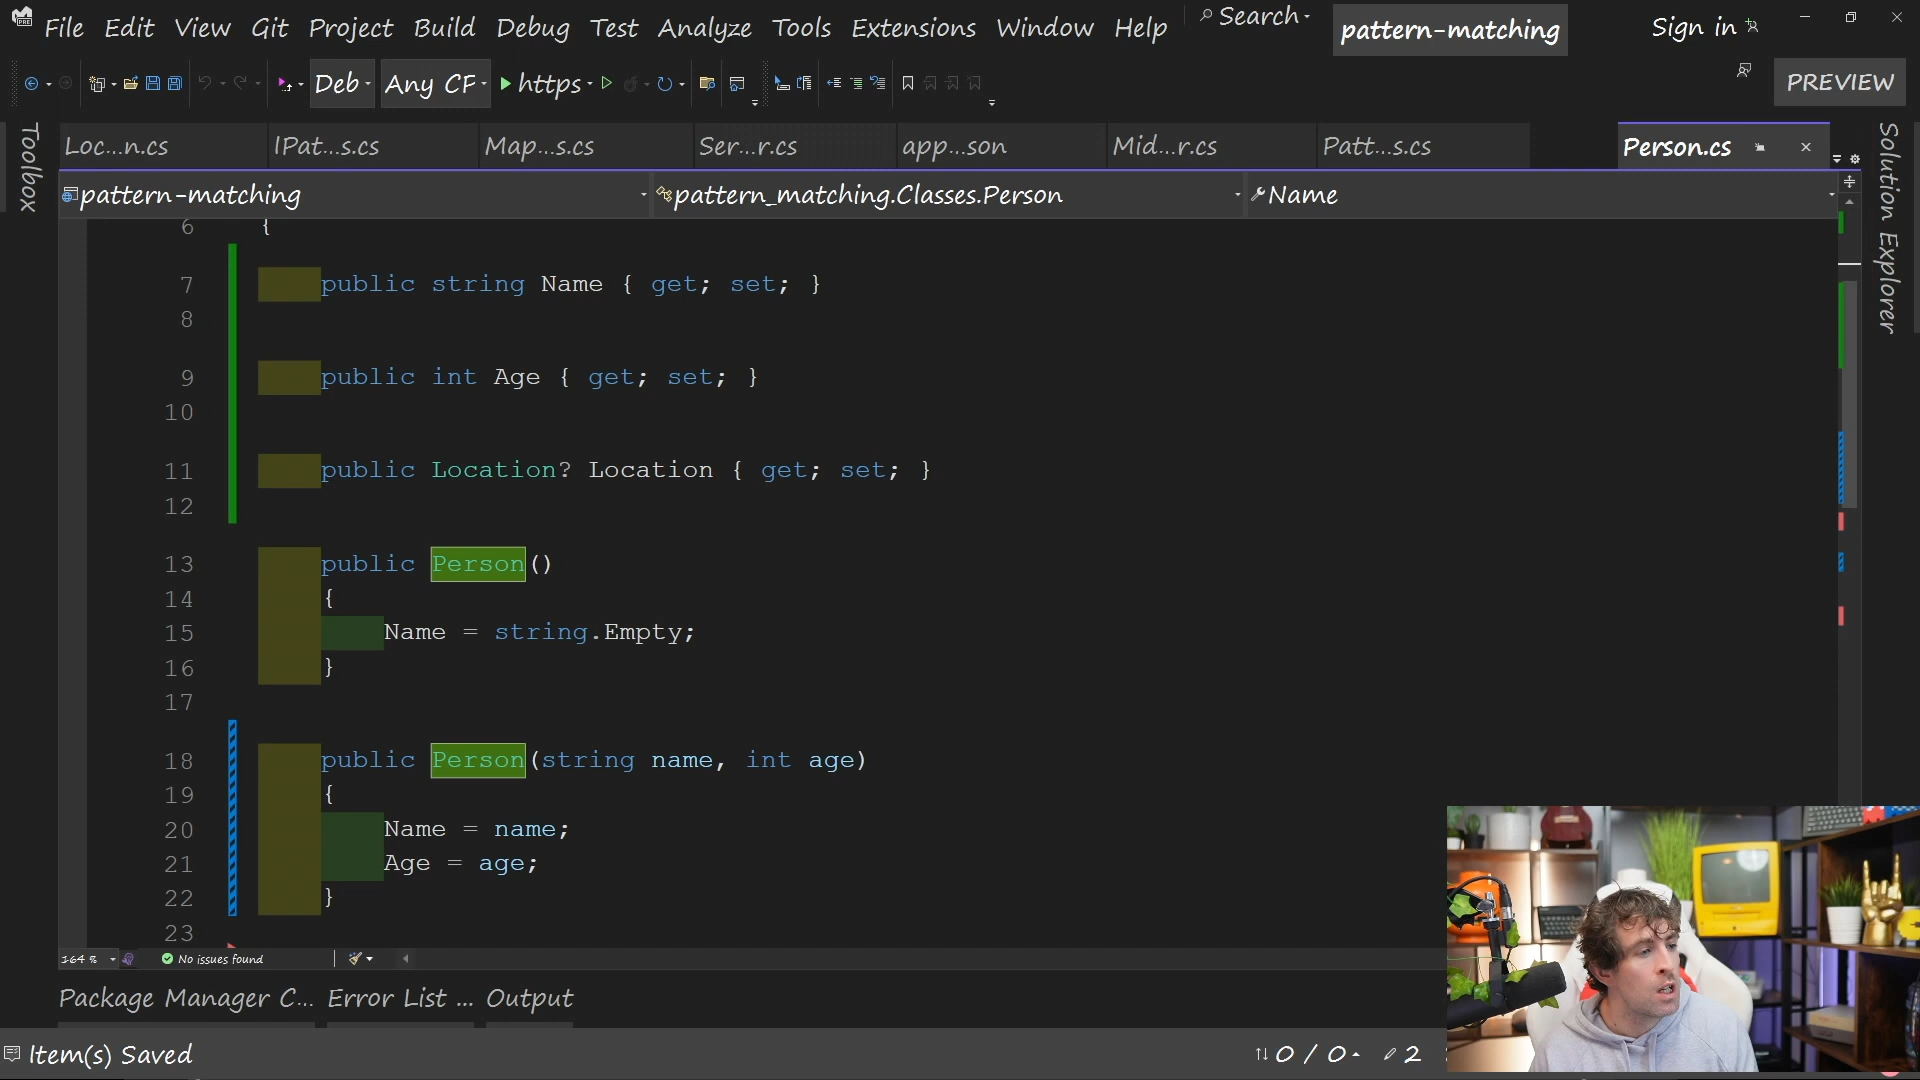 File Edit View Git Project Build Debug Test Analyze Tools Extensions Window Help Search pattern-matching Sign in
PRE
Deb Any CP https PREVIEW
Toolbox
Loc...n.cs IPat...s.cs Map...s.cs Ser...r.cs app...son Mid...r.cs Patt...s.cs Person.cs
Solution Explorer
pattern-matching pattern_matching.Classes.Person Name
6 {
7 public string Name { get; set; }
8
9 public int Age { get; set; }
10
11 public Location? Location { get; set; }
12
13 public Person()
14 {
15 Name = string.Empty;
16 }
17
18 public Person(string name, int age)
19 {
20 Name = name;
21 Age = age;
22 }
23
164 % No issues found
Package Manager C... Error List ... Output
Item(s) Saved 0 / 0 2